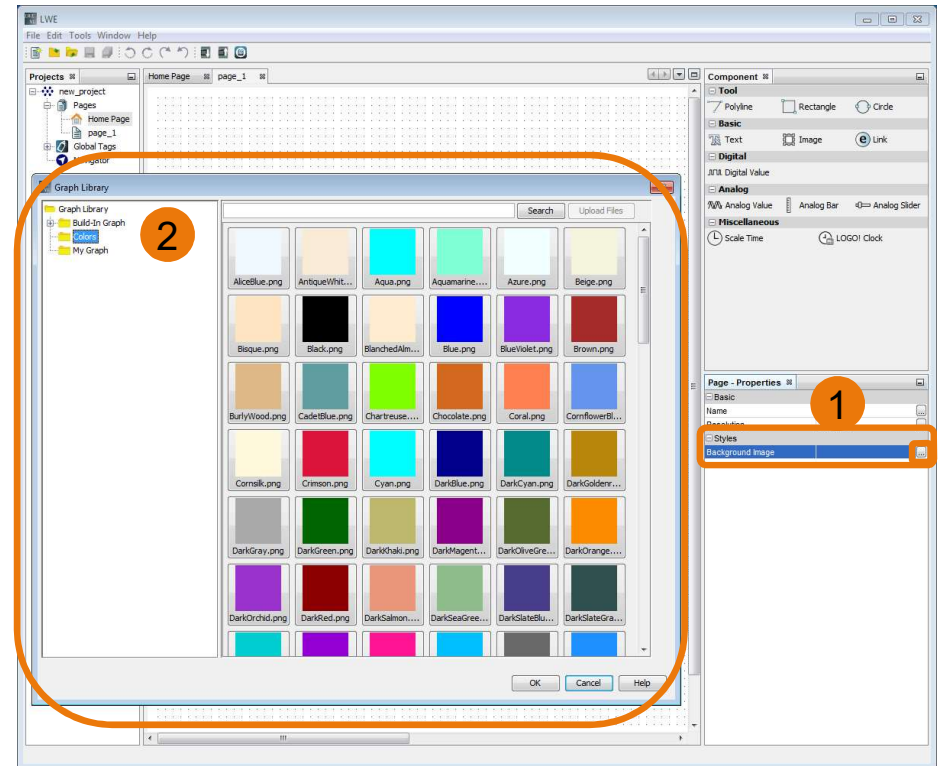 LWE
File Edit Tools Window Help
Projects
new_project
Pages
Home Page
page_1
Global Tags
Navigator
Home Page page_1
Component
Tool
Polyline Rectangle Circle
Basic
Text Image Link
Digital
Digital Value
Analog
Analog Value Analog Bar Analog Slider
Miscellaneous
Scale Time LOGO! Clock
Page - Properties
Basic
Name ...
Resolution
Styles
Background Image ...
1
Graph Library
Graph Library
Build-In Graph
Colors
My Graph
2
Search Upload Files
AliceBlue.png AntiqueWhit... Aqua.png Aquamarine.... Azure.png Beige.png
Bisque.png Black.png BlanchedAlm... Blue.png BlueViolet.png Brown.png
BurlyWood.png CadetBlue.png Chartreuse.... Chocolate.png Coral.png CornflowerBl...
Cornsilk.png Crimson.png Cyan.png DarkBlue.png DarkCyan.png DarkGoldenr...
DarkGray.png DarkGreen.png DarkKhaki.png DarkMagent... DarkOliveGre... DarkOrange....
DarkOrchid.png DarkRed.png DarkSalmon.... DarkSeaGree... DarkSlateBlu... DarkSlateGra...
OK Cancel Help